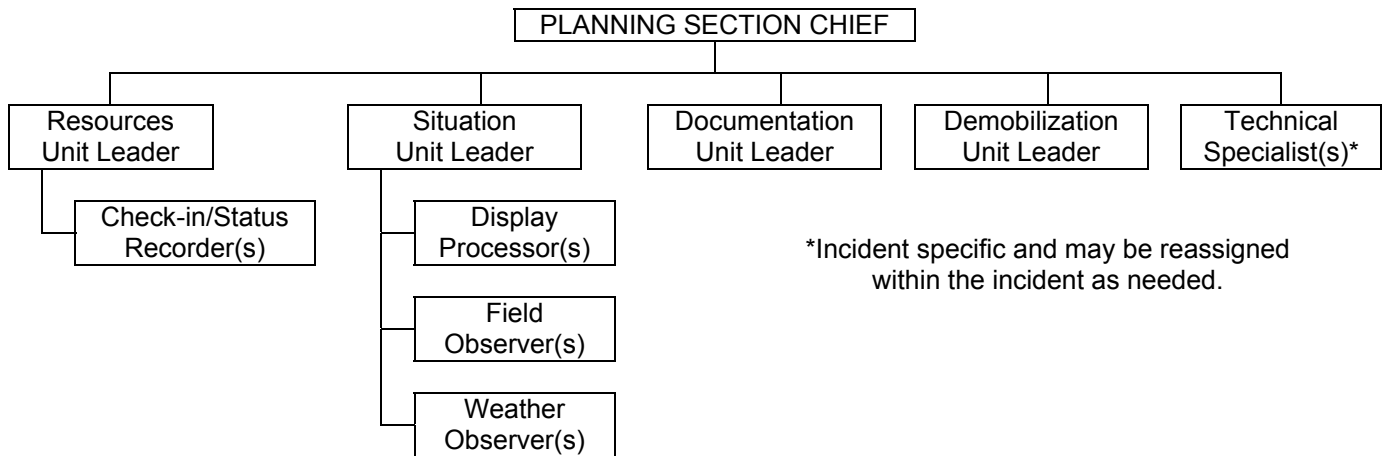 PLANNING SECTION CHIEF
Resources
Unit Leader
Situation
Unit Leader
Documentation
Unit Leader
Demobilization
Unit Leader
Technical
Specialist(s)*
Check-in/Status
Recorder(s)
Display
Processor(s)
*Incident specific and may be reassigned
within the incident as needed.
Field
Observer(s)
Weather
Observer(s)